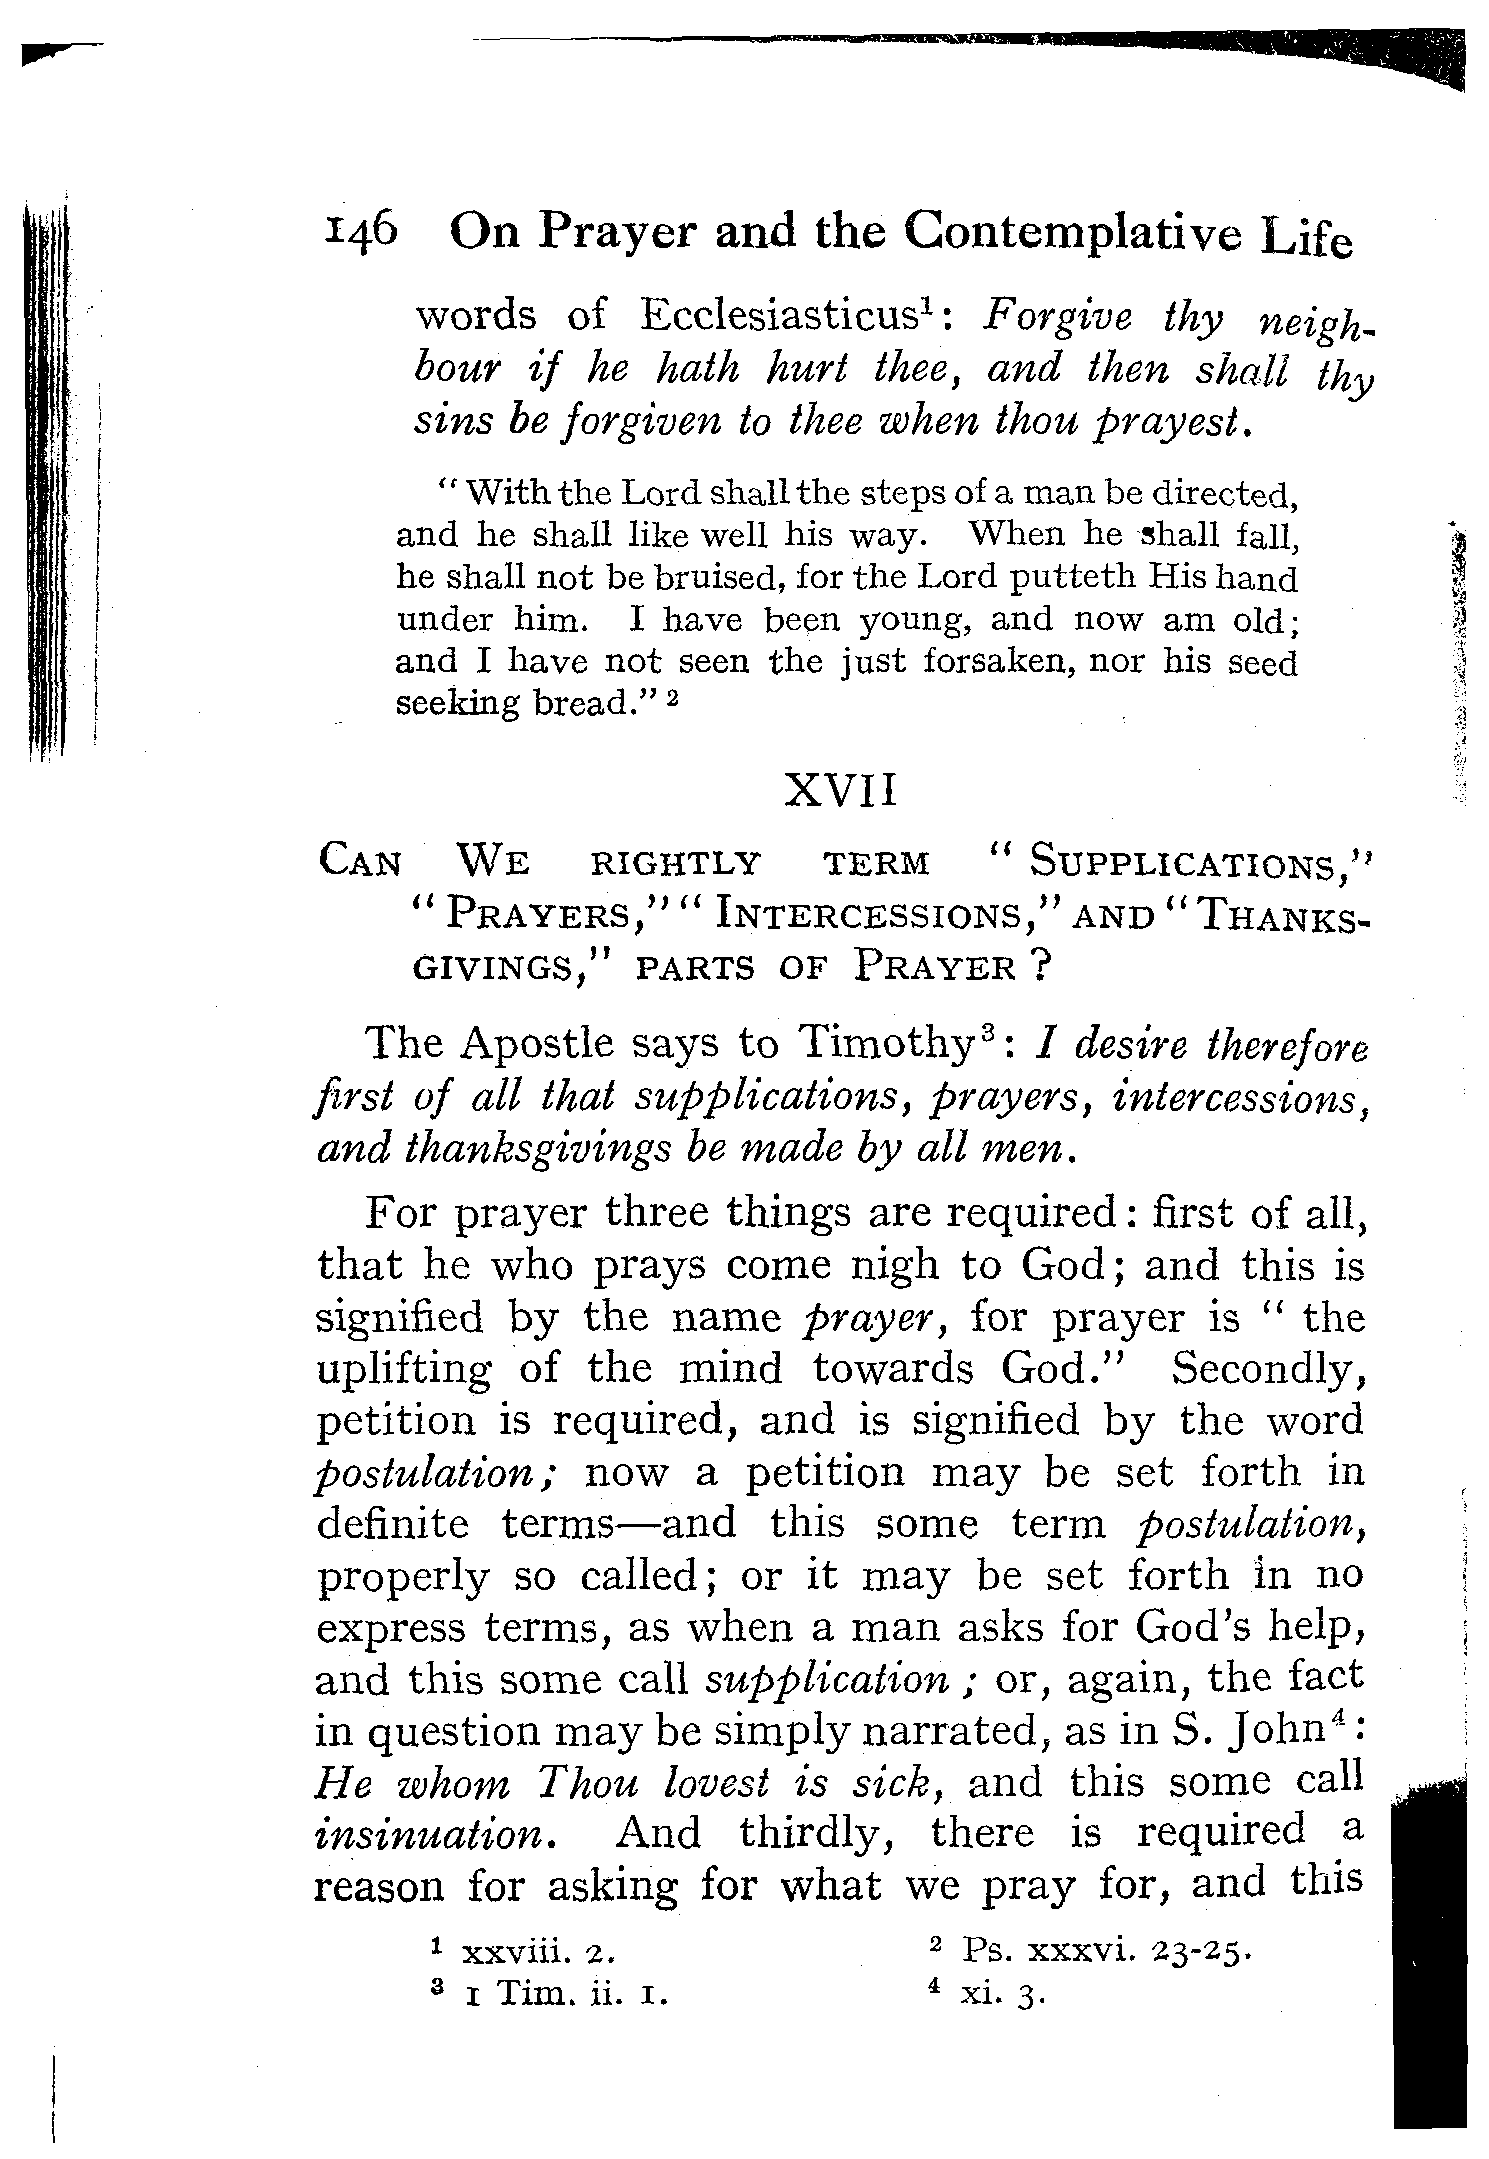 146 On Prayer and the Contemplative Life
words of Ecclesiasticus¹: Forgive thy neigh-
bour if he hath hurt thee, and then shall thy
sins be forgiven to thee when thou prayest.
“ With the Lord shall the steps of a man be directed,
and he shall like well his way. When he shall fall,
he shall not be bruised, for the Lord putteth His hand
under him. I have been young, and now am old;
and I have not seen the just forsaken, nor his seed
seeking bread.” ²
XVII
CAN WE RIGHTLY TERM “ SUPPLICATIONS,”
“ PRAYERS,” “ INTERCESSIONS,” AND “ THANKS-
GIVINGS,” PARTS OF PRAYER ?
The Apostle says to Timothy³: I desire therefore
first of all that supplications, prayers, intercessions,
and thanksgivings be made by all men.
For prayer three things are required: first of all,
that he who prays come nigh to God; and this is
signified by the name prayer, for prayer is “ the
uplifting of the mind towards God.” Secondly,
petition is required, and is signified by the word
postulation; now a petition may be set forth in
definite terms—and this some term postulation,
properly so called; or it may be set forth in no
express terms, as when a man asks for God's help,
and this some call supplication ; or, again, the fact
in question may be simply narrated, as in S. John⁴:
He whom Thou lovest is sick, and this some call
insinuation. And thirdly, there is required a
reason for asking for what we pray for, and this
¹ xxviii. 2. ² Ps. xxxvi. 23-25.
³ 1 Tim. ii. 1. ⁴ xi. 3.